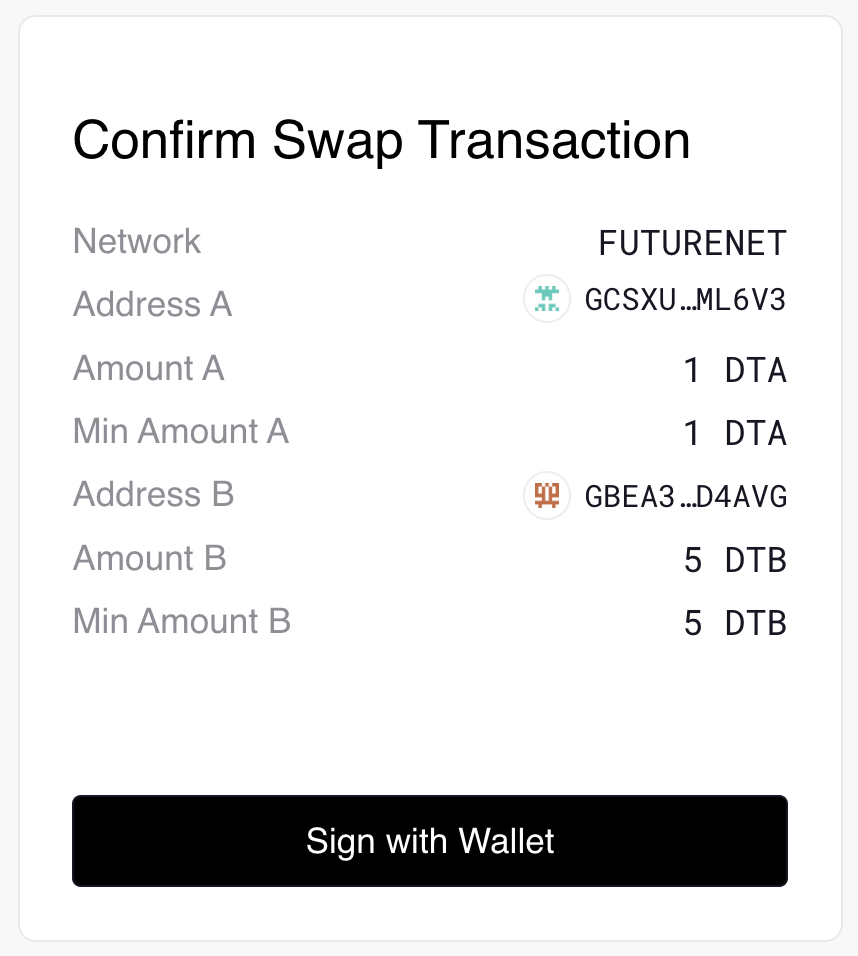 Confirm Swap Transaction
Network FUTURENET
Address A GCSXU…ML6V3
Amount A 1 DTA
Min Amount A 1 DTA
Address B GBEA3…D4AVG
Amount B 5 DTB
Min Amount B 5 DTB
Sign with Wallet